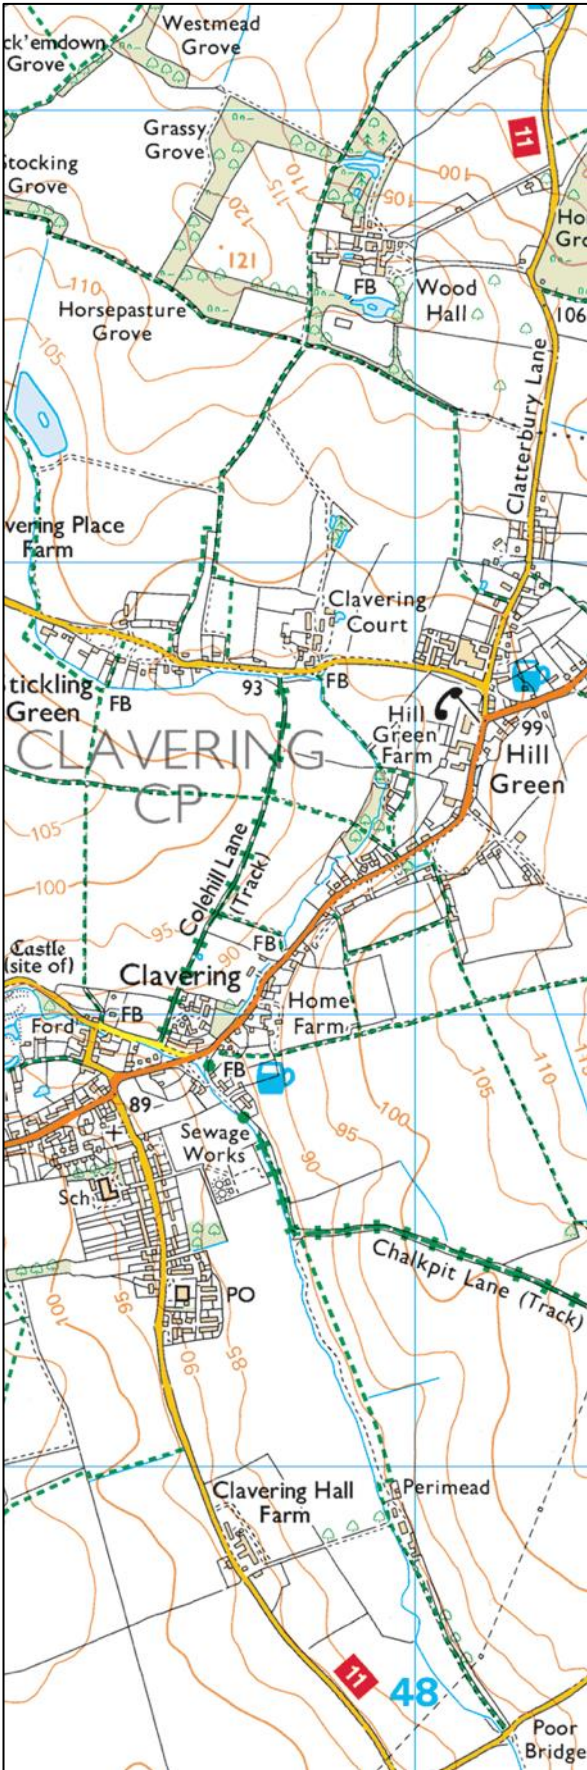 Westmead
Grove
ck'emdown
Grove
Grassy
Grove
11
100
110
115
105
120
121
tocking
Grove
Ho
Gro
FB
Wood
Hall
110
Horsepasture
Grove
106
105
Clatterbury Lane
vering Place
Farm
Clavering
Court
93
FB
tickling
Green
FB
Hill
Green
Farm
99
Hill
Green
CLAVERING
CP
105
100
Colehill Lane
(Track)
95
90
FB
Castle
(site of)
Clavering
Home
Farm
Ford
FB
FB
89
110
105
100
95
90
Sewage
Works
Sch
Chalkpit Lane (Track)
PO
100
95
90
85
Perimead
Clavering Hall
Farm
11
48
Poor
Bridge